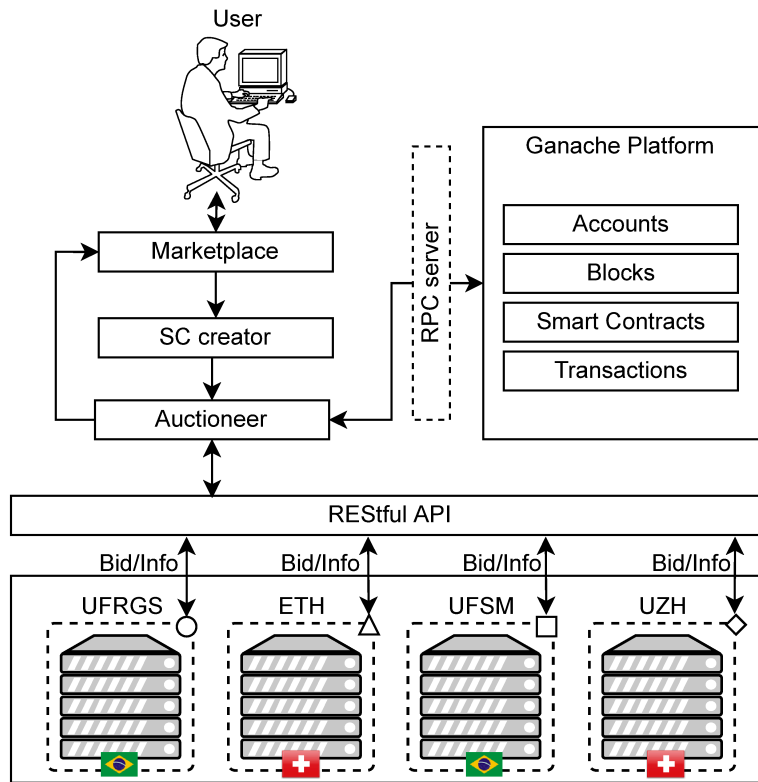 User
Ganache Platform
Accounts
Blocks
Smart Contracts
Transactions
RPC server
Marketplace
SC creator
Auctioneer
REStful API
Bid/Info
Bid/Info
Bid/Info
Bid/Info
UFRGS
ETH
UFSM
UZH